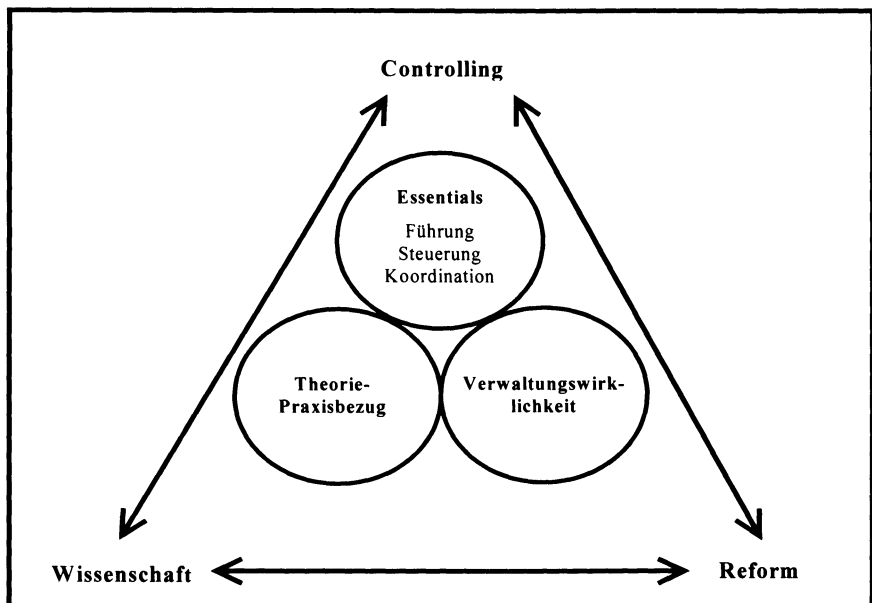 Controlling
Essentials
Führung
Steuerung
Koordination
Theorie-
Praxisbezug
Verwaltungswirk-
lichkeit
Wissenschaft
Reform